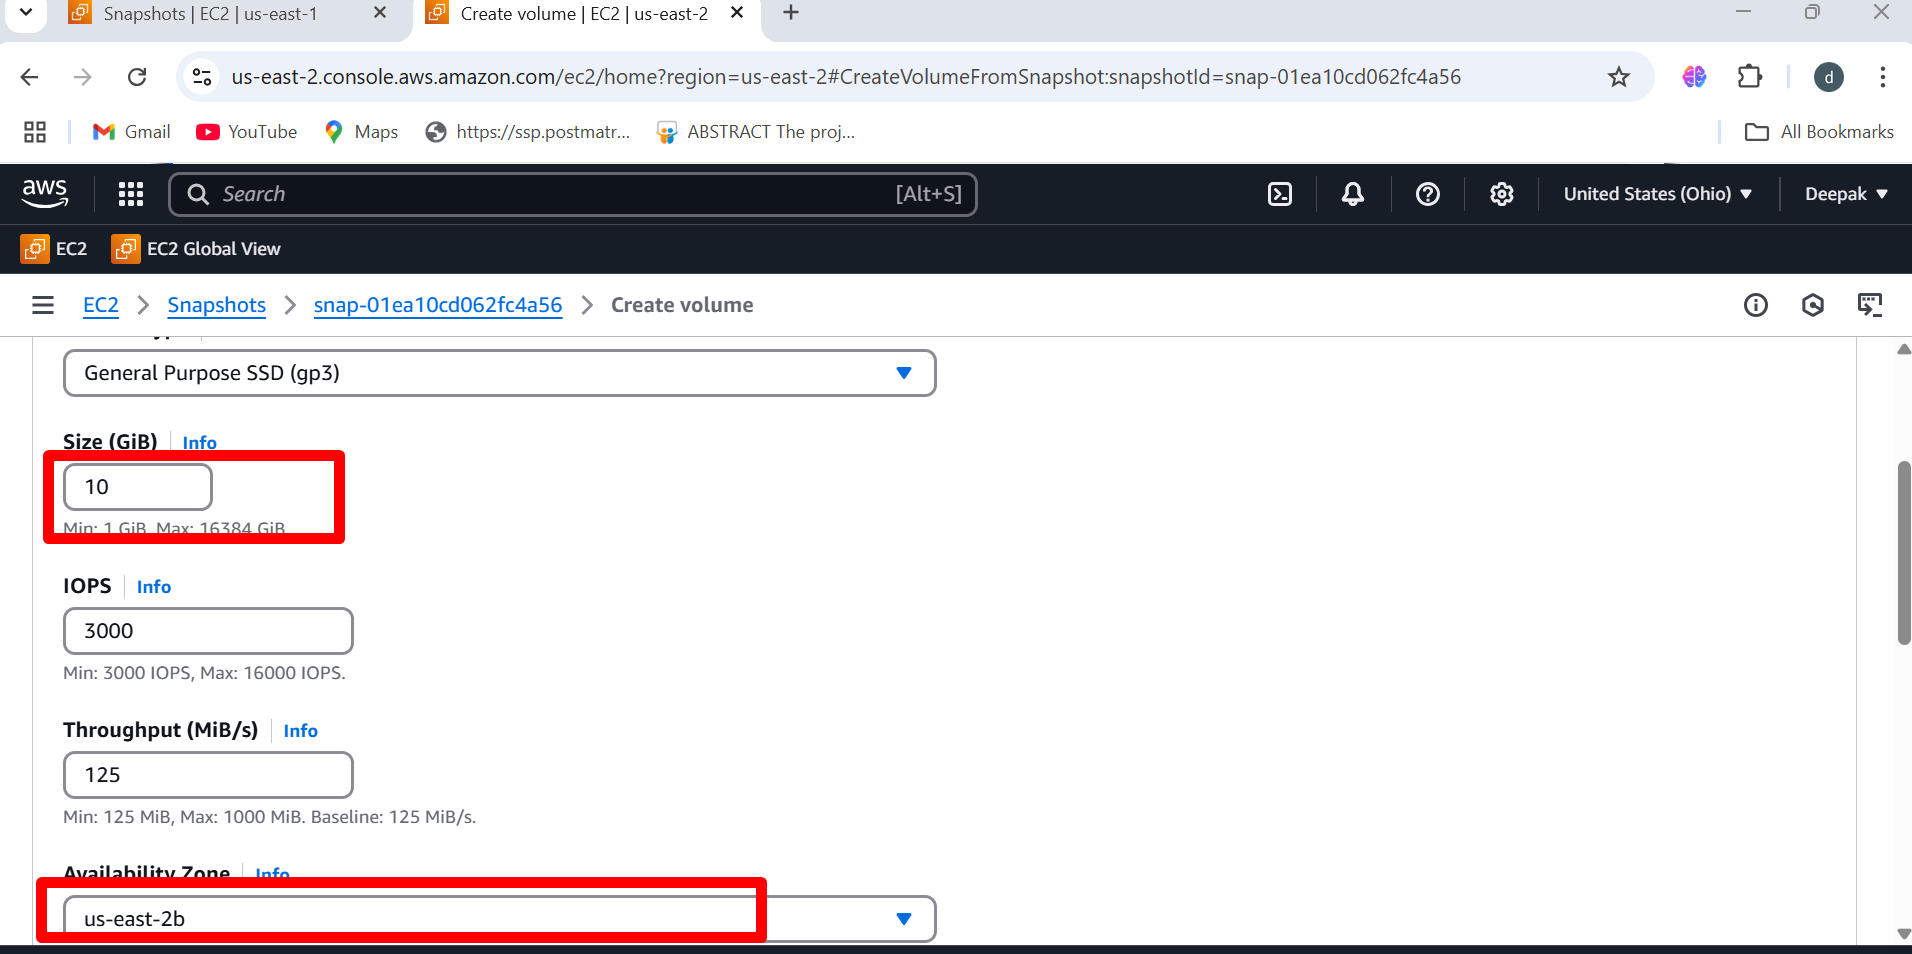 Snapshots | EC2 | us-east-1
Create volume | EC2 | us-east-2
us-east-2.console.aws.amazon.com/ec2/home?region=us-east-2#CreateVolumeFromSnapshot:snapshotId=snap-01ea10cd062fc4a56
d
Gmail
YouTube
Maps
https://ssp.postmatr...
ABSTRACT The proj...
All Bookmarks
aws
Search
[Alt+S]
United States (Ohio)
Deepak
EC2
EC2 Global View
EC2
Snapshots
snap-01ea10cd062fc4a56
Create volume
General Purpose SSD (gp3)
Size (GiB)
Info
10
Min: 1 GiB, Max: 16384 GiB
IOPS
Info
3000
Min: 3000 IOPS, Max: 16000 IOPS.
Throughput (MiB/s)
Info
125
Min: 125 MiB, Max: 1000 MiB. Baseline: 125 MiB/s.
Availability Zone
Info
us-east-2b